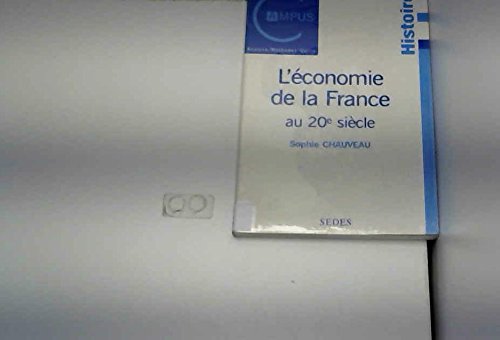 CAMPUS
Histoire
L'économie
de la France
au 20e siècle
Sophie CHAUVEAU
SEDES